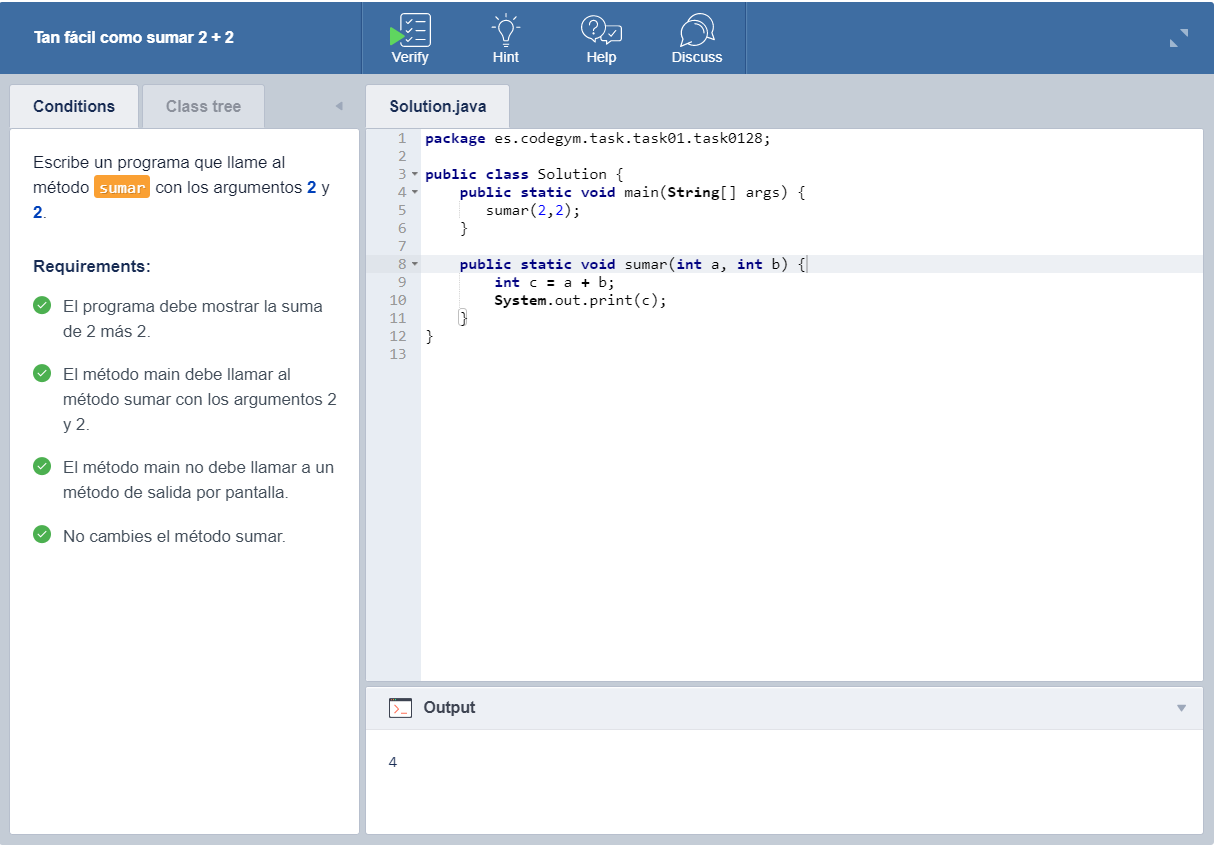 Tan fácil como sumar 2 + 2
Verify
Hint
Help
Discuss
Conditions
Class tree
Escribe un programa que llame al
método sumar con los argumentos 2 y
2.
Requirements:
El programa debe mostrar la suma
de 2 más 2.
El método main debe llamar al
método sumar con los argumentos 2
y 2.
El método main no debe llamar a un
método de salida por pantalla.
No cambies el método sumar.
Solution.java
1 package es.codegym.task.task01.task0128;
2
3 public class Solution {
4     public static void main(String[] args) {
5        sumar(2,2);
6     }
7
8     public static void sumar(int a, int b) {
9         int c = a + b;
10         System.out.print(c);
11     }
12 }
13
>_ Output
4